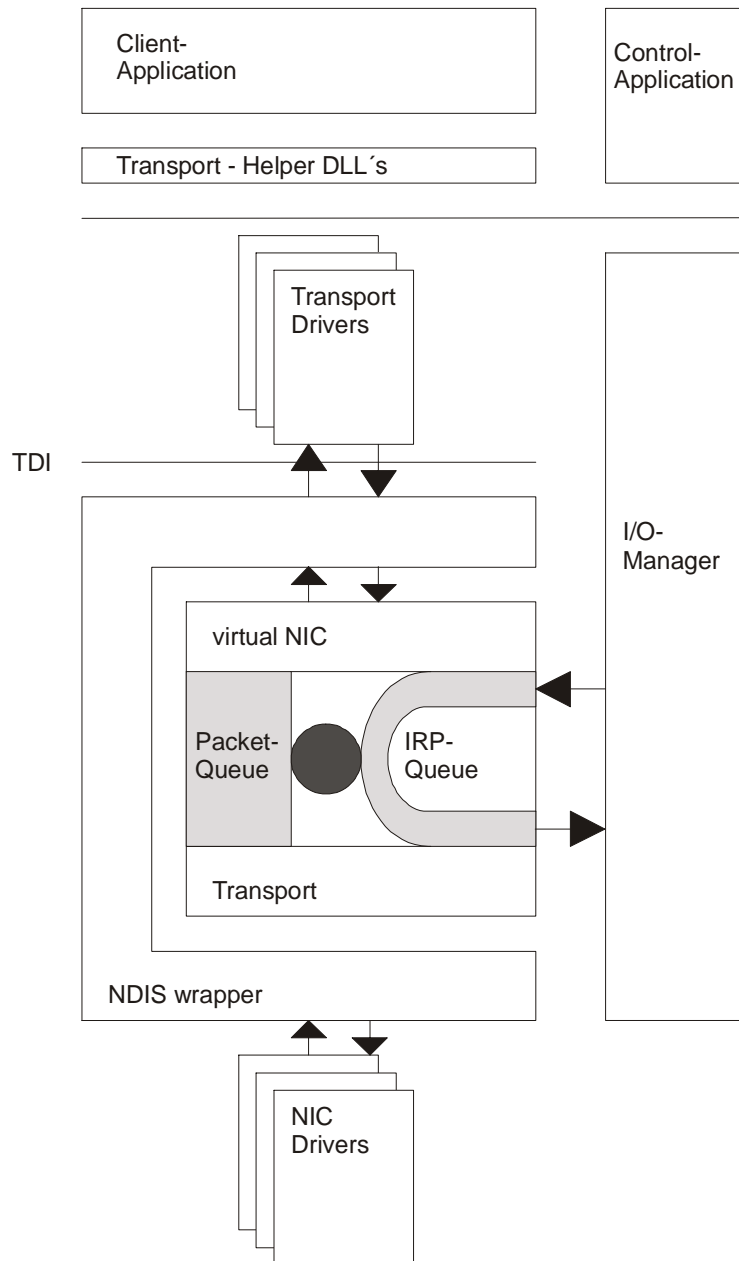 Client-
Application
Control-
Application
Transport - Helper DLL´s
Transport
Drivers
TDI
I/O-
Manager
virtual NIC
Packet-
Queue
IRP-
Queue
Transport
NDIS wrapper
NIC
Drivers